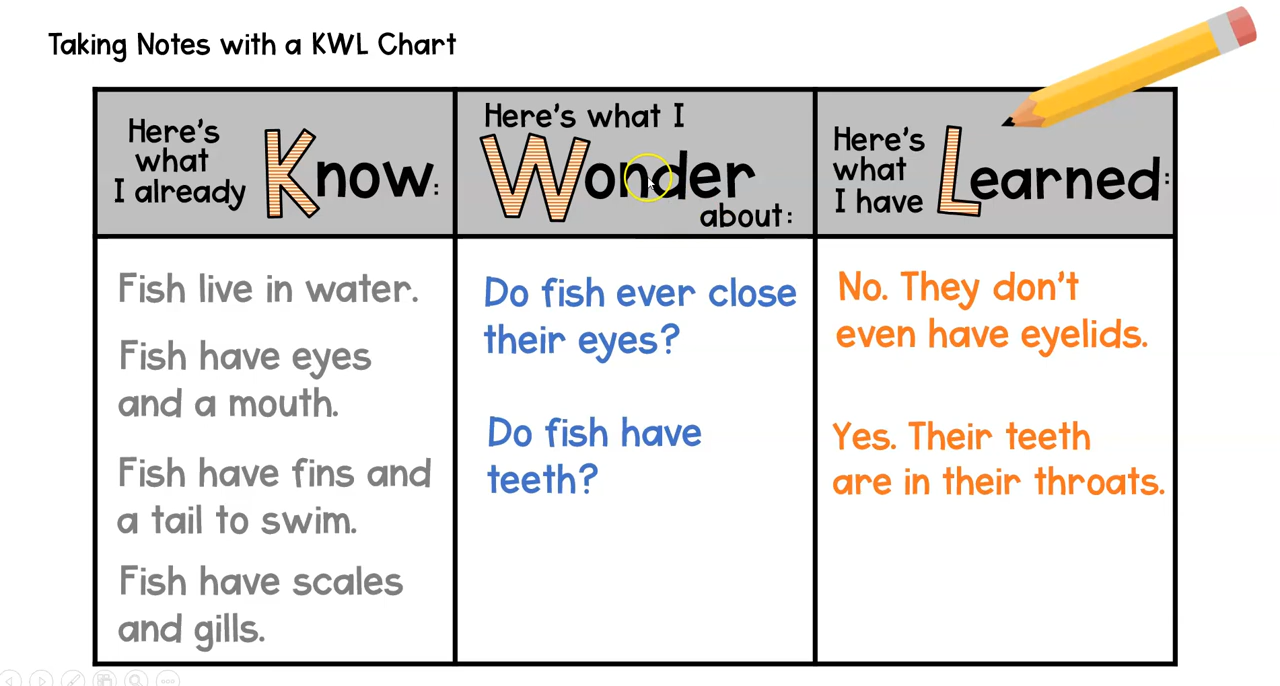 Taking Notes with a KWL Chart
Here's
what
I already
Know:
Here's what I
Wonder
about:
Here's
what
I have
Learned:
Fish live in water.
Fish have eyes
and a mouth.
Fish have fins and
a tail to swim.
Fish have scales
and gills.
Do fish ever close
their eyes?
Do fish have
teeth?
No. They don't
even have eyelids.
Yes. Their teeth
are in their throats.